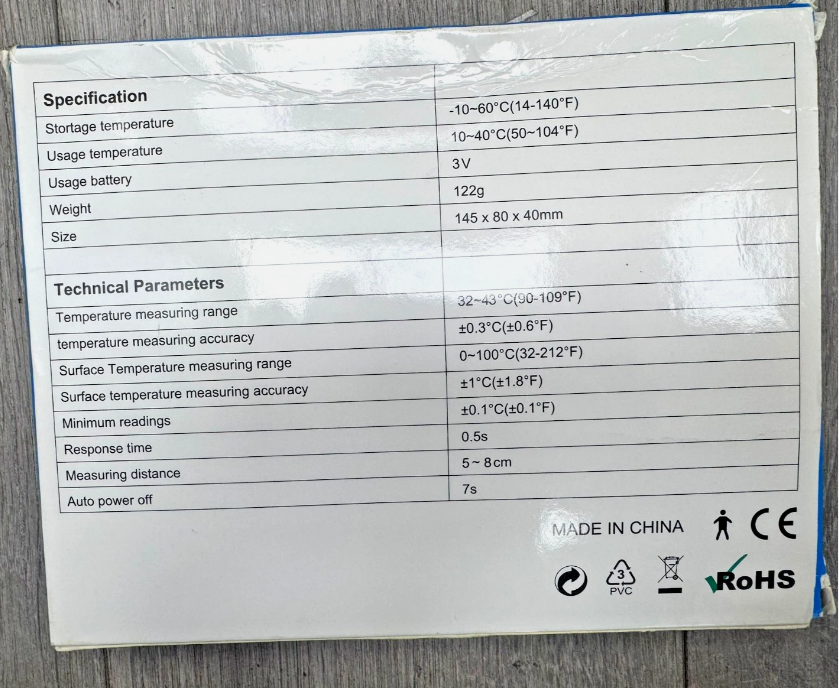 Specification
Stortage temperature -10~60°C(14-140°F)
Usage temperature 10~40°C(50~104°F)
Usage battery 3V
Weight 122g
Size 145 x 80 x 40mm
Technical Parameters
Temperature measuring range 32~43°C(90-109°F)
temperature measuring accuracy ±0.3°C(±0.6°F)
Surface Temperature measuring range 0~100°C(32-212°F)
Surface temperature measuring accuracy ±1°C(±1.8°F)
Minimum readings ±0.1°C(±0.1°F)
Response time 0.5s
Measuring distance 5~8cm
Auto power off 7s
MADE IN CHINA CE
3
PVC
RoHS